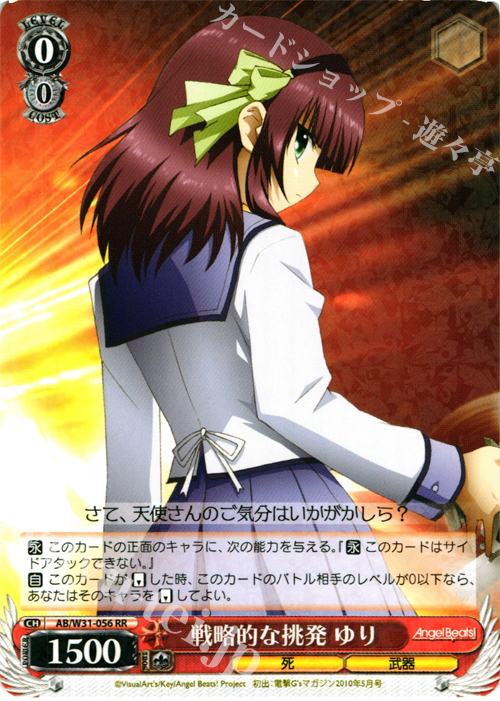 LEVEL
0
0
COST
カードショップ - 遊々亭
さて、天使さんのご気分はいかがかしら？
永 このカードの正面のキャラに、次の能力を与える。『永 このカードはサイ
ドアタックできない。』
自 このカードが した時、このカードのバトル相手のレベルが0以下なら、
あなたはそのキャラを してよい。
CH AB/W31-056 RR
戦略的な挑発 ゆり
Angel Beats!
POWER
1500
SOUL
死
武器
©VisualArt's/Key/Angel Beats! Project 初出：電撃G'sマガジン2010年5月号